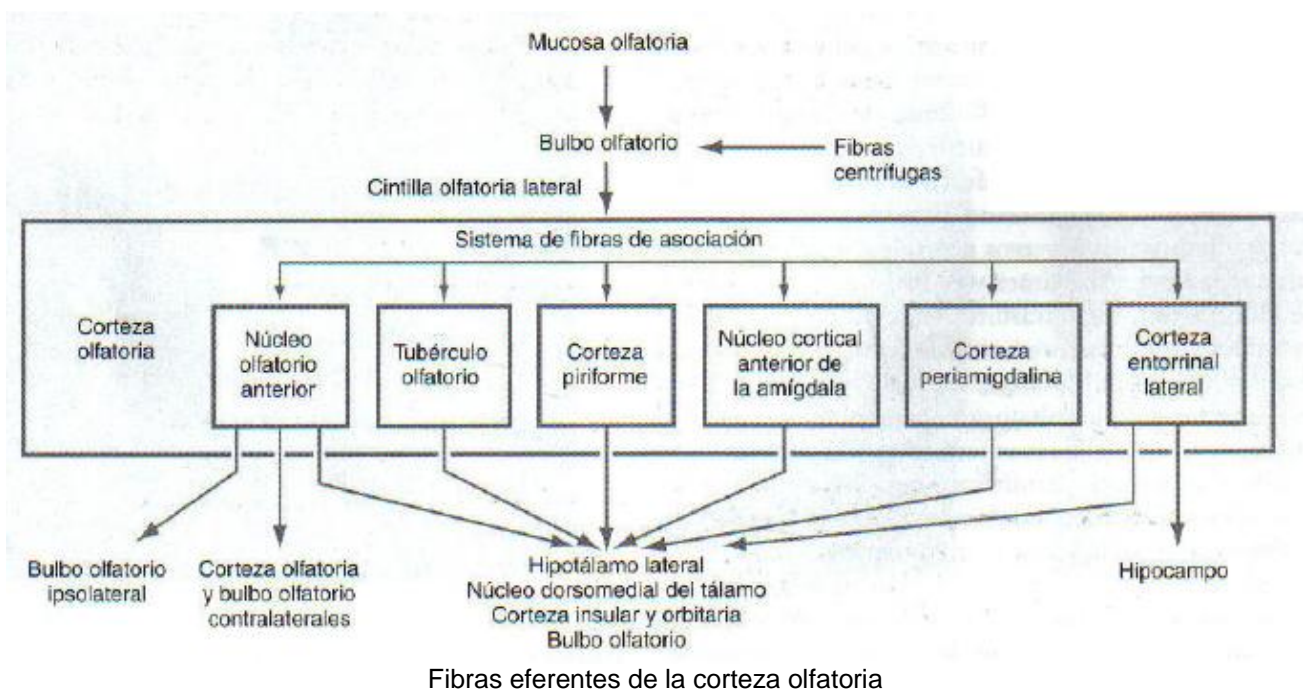 Mucosa olfatoria
Bulbo olfatorio
Fibras
centrífugas
Cintilla olfatoria lateral
Sistema de fibras de asociación
Corteza
olfatoria
Núcleo
olfatorio
anterior
Tubérculo
olfatorio
Corteza
piriforme
Núcleo cortical
anterior de
la amígdala
Corteza
periamigdalina
Corteza
entorrinal
lateral
Bulbo olfatorio
ipsolateral
Corteza olfatoria
y bulbo olfatorio
contralaterales
Hipotálamo lateral
Núcleo dorsomedial del tálamo
Corteza insular y orbitaria
Bulbo olfatorio
Hipocampo
Fibras eferentes de la corteza olfatoria